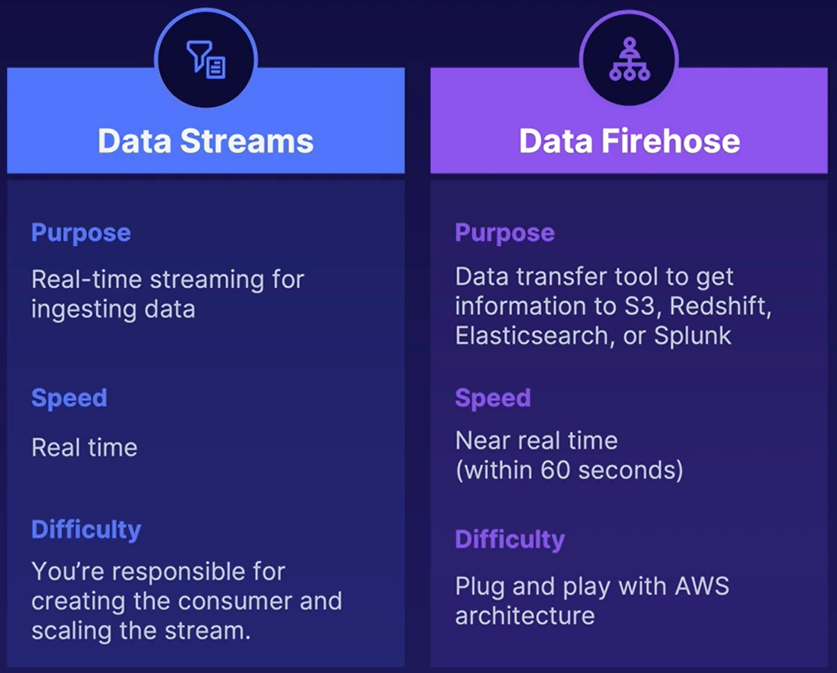 Data Streams
Purpose
Real-time streaming for
ingesting data
Speed
Real time
Difficulty
You’re responsible for
creating the consumer and
scaling the stream.
Data Firehose
Purpose
Data transfer tool to get
information to S3, Redshift,
Elasticsearch, or Splunk
Speed
Near real time
(within 60 seconds)
Difficulty
Plug and play with AWS
architecture